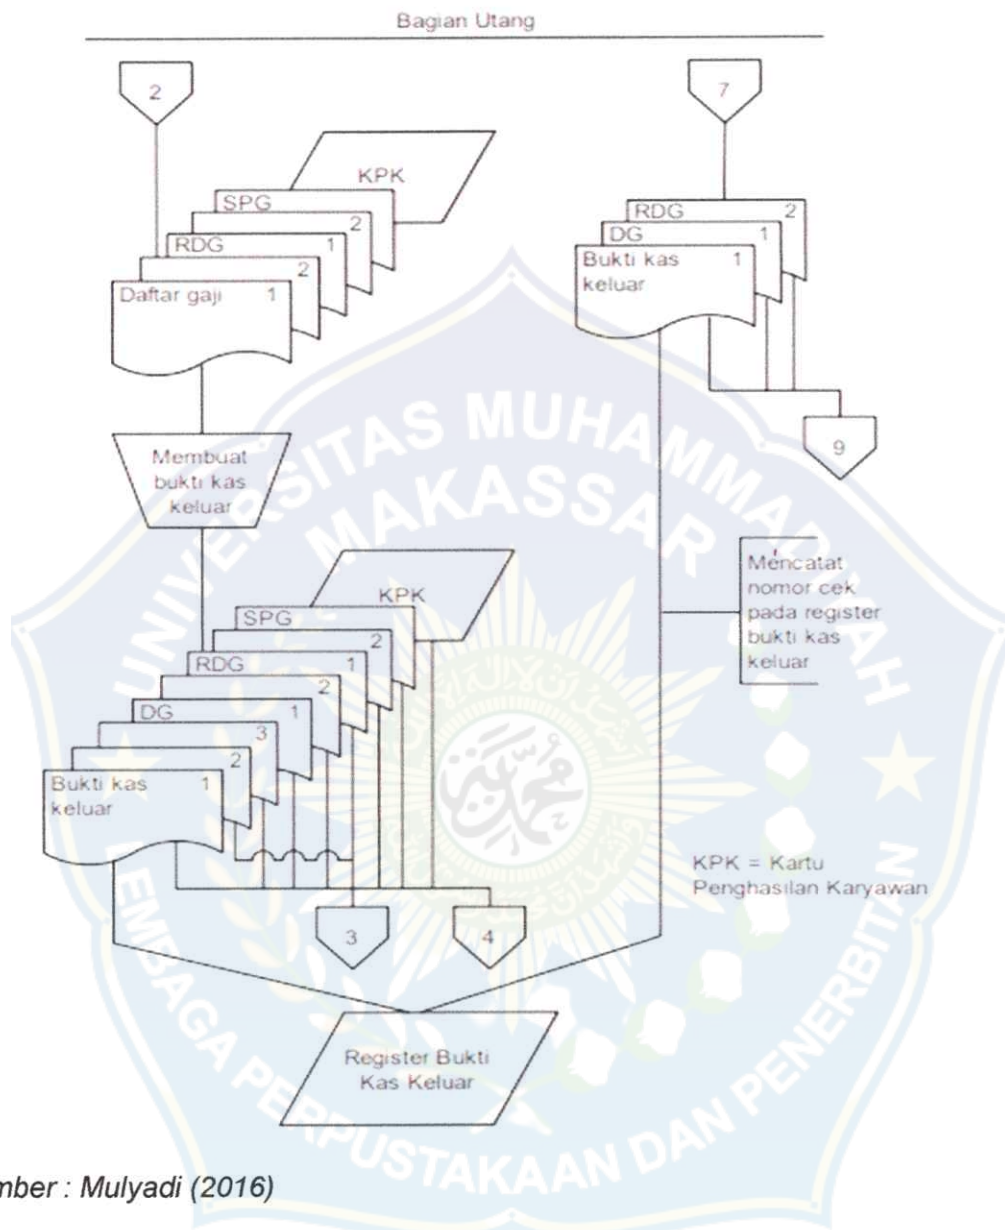 Bagian Utang
2
7
KPK
SPG
2
RDG 1
2
Daftar gaji 1
RDG 2
DG 1
Bukti kas 1
keluar
9
Membuat
bukti kas
keluar
Mencatat
nomor cek
pada register
bukti kas
keluar
KPK
SPG
2
RDG 1
2
DG 1
3
2
Bukti kas 1
keluar
KPK = Kartu
Penghasilan Karyawan
3
4
Register Bukti
Kas Keluar
mber : Mulyadi (2016)
UNIVERSITAS MUHAMMADIYAH
MAKASSAR
LEMBAGA PERPUSTAKAAN DAN PENERBITAN